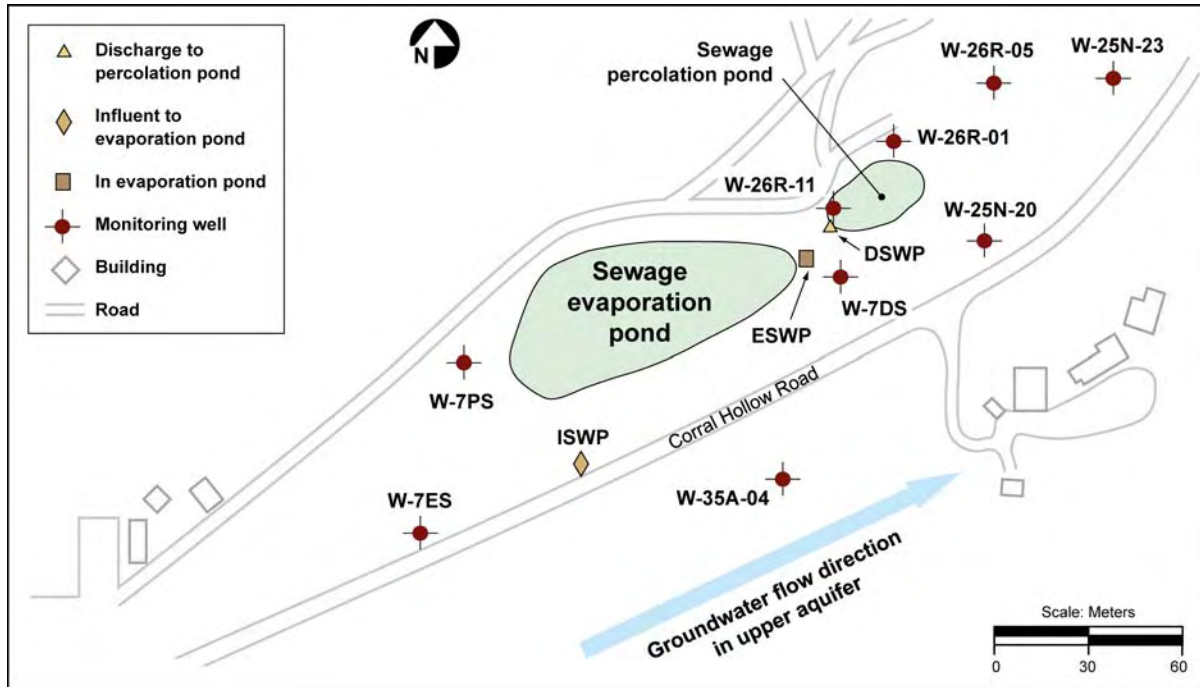 Discharge to
percolation pond
Influent to
evaporation pond
In evaporation pond
Monitoring well
Building
Road
N
Sewage
percolation pond
W-26R-05
W-25N-23
W-26R-01
W-26R-11
W-25N-20
DSWP
Sewage
evaporation
pond
ESWP
W-7DS
W-7PS
Corral Hollow Road
ISWP
W-7ES
W-35A-04
Groundwater flow direction
in upper aquifer
Scale: Meters
0 30 60